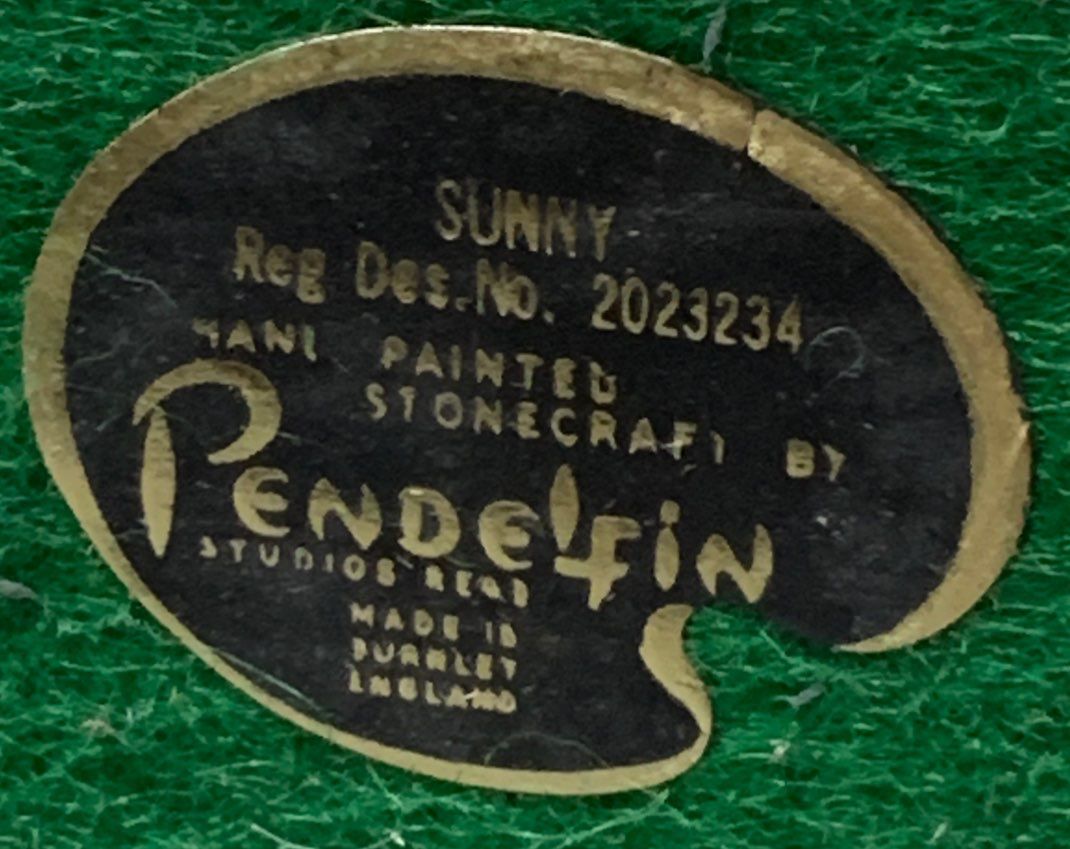 SUNNY
Reg Des.No. 2023234
HAND PAINTED
STONECRAFT BY
PENDELFIN
STUDIOS REGD
MADE IN
BURNLEY
ENGLAND